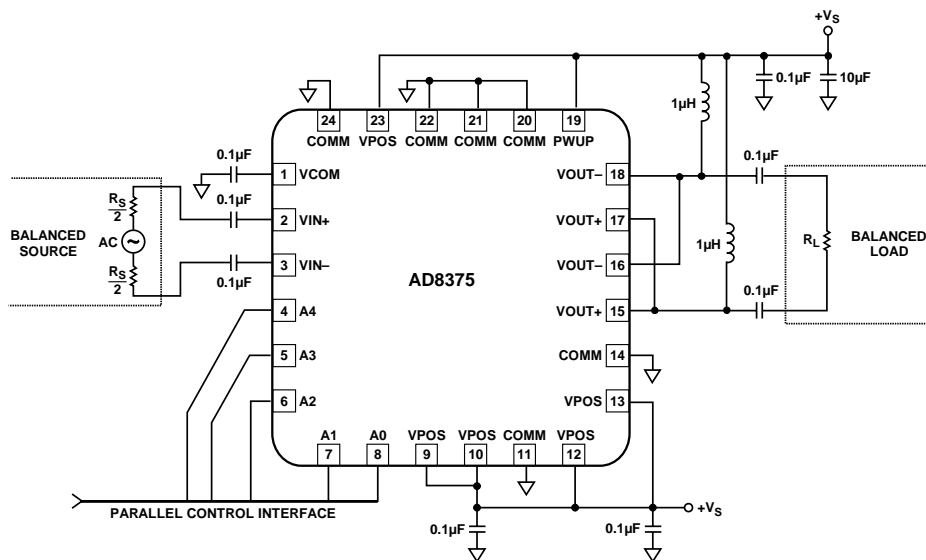 +VS
0.1µF
10µF
1µH
24
23
22
21
20
19
COMM
VPOS
COMM
COMM
COMM
PWUP
0.1µF
1
VCOM
VOUT–
18
0.1µF
RS
2
0.1µF
2
VIN+
VOUT+
17
BALANCED
SOURCE
AC
1µH
RL
BALANCED
LOAD
3
VIN–
VOUT–
16
RS
2
0.1µF
AD8375
0.1µF
4
A4
VOUT+
15
5
A3
COMM
14
6
A2
VPOS
13
A1
A0
VPOS
VPOS
COMM
VPOS
7
8
9
10
11
12
PARALLEL CONTROL INTERFACE
+VS
0.1µF
0.1µF